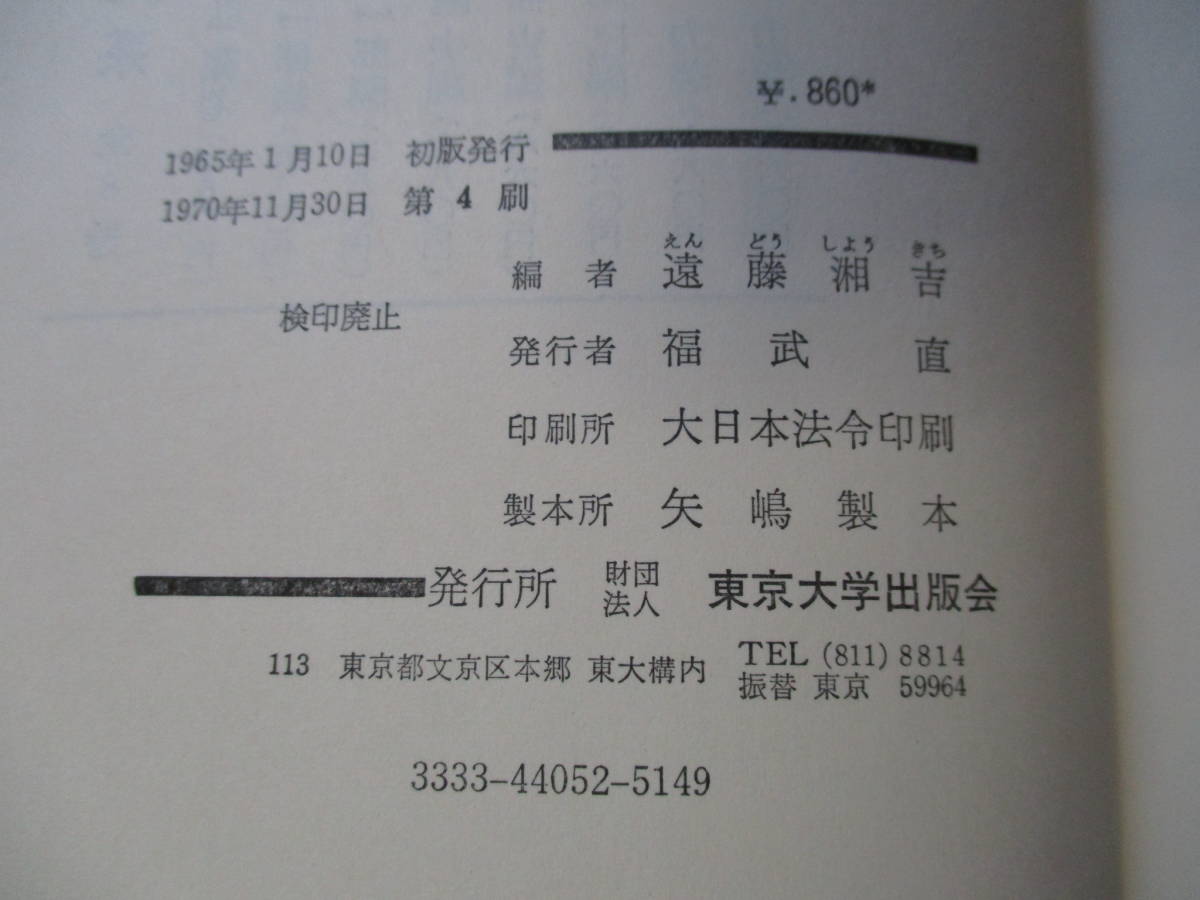 ¥.860*
1965年1月10日 初版発行
1970年11月30日 第4刷
えん どう しよう きち
編者 遠藤湘吉
検印廃止
発行者 福武直
印刷所 大日本法令印刷
製本所 矢嶋製本
発行所 財団法人 東京大学出版会
113 東京都文京区本郷 東大構内
TEL (811) 8814
振替 東京 59964
3333-44052-5149